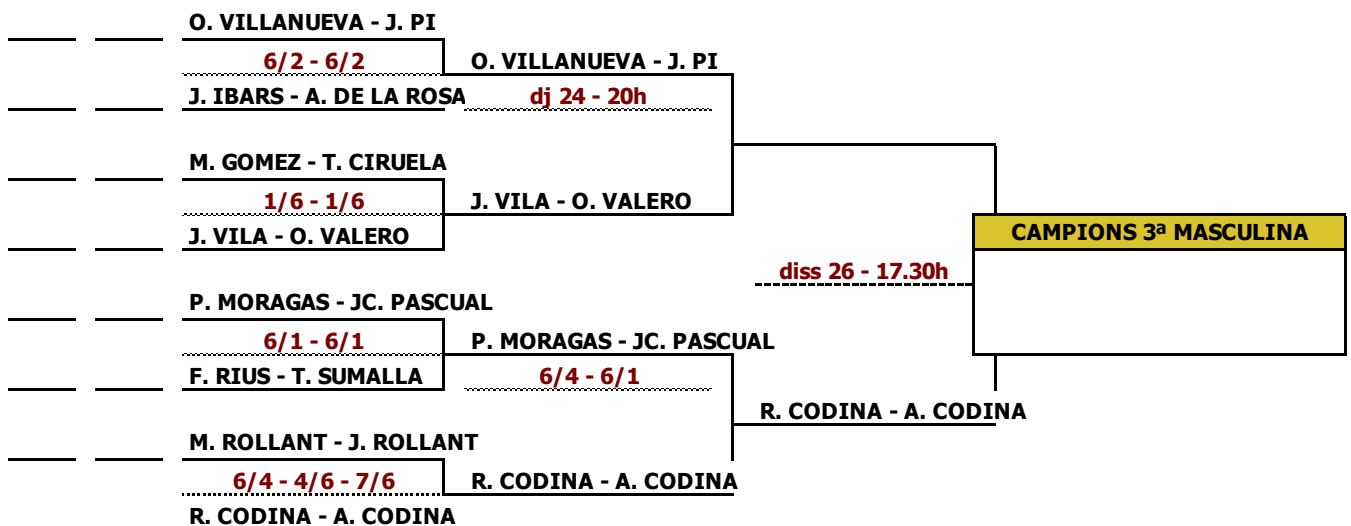 O. VILLANUEVA - J. PI
6/2 - 6/2
O. VILLANUEVA - J. PI
J. IBARS - A. DE LA ROSA
dj 24 - 20h
M. GOMEZ - T. CIRUELA
1/6 - 1/6
J. VILA - O. VALERO
J. VILA - O. VALERO
CAMPIONS 3ª MASCULINA
diss 26 - 17.30h
P. MORAGAS - JC. PASCUAL
6/1 - 6/1
P. MORAGAS - JC. PASCUAL
F. RIUS - T. SUMALLA
6/4 - 6/1
R. CODINA - A. CODINA
M. ROLLANT - J. ROLLANT
6/4 - 4/6 - 7/6
R. CODINA - A. CODINA
R. CODINA - A. CODINA